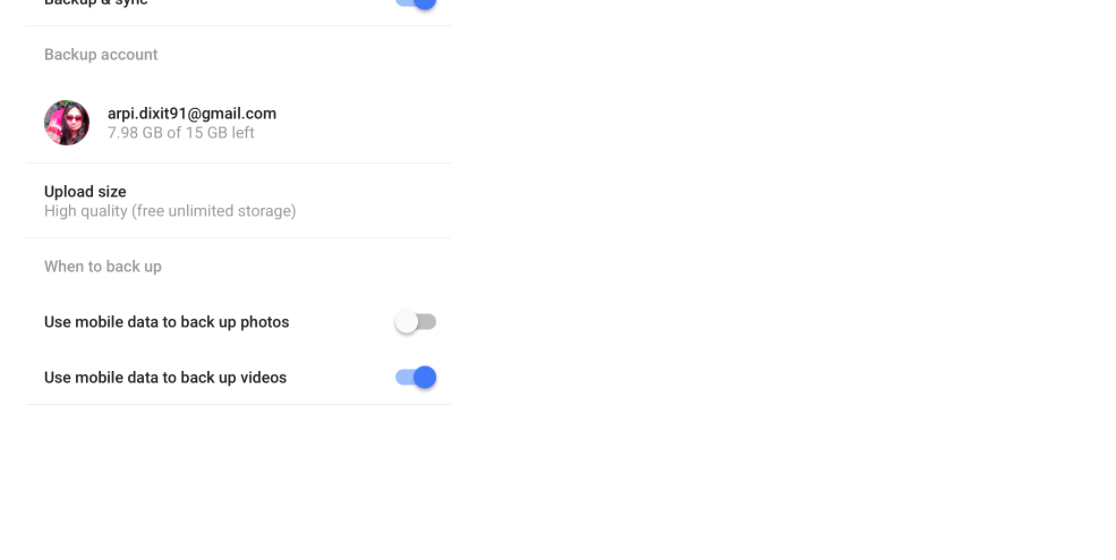 Backup & sync
Backup account
arpi.dixit91@gmail.com
7.98 GB of 15 GB left
Upload size
High quality (free unlimited storage)
When to back up
Use mobile data to back up photos
Use mobile data to back up videos